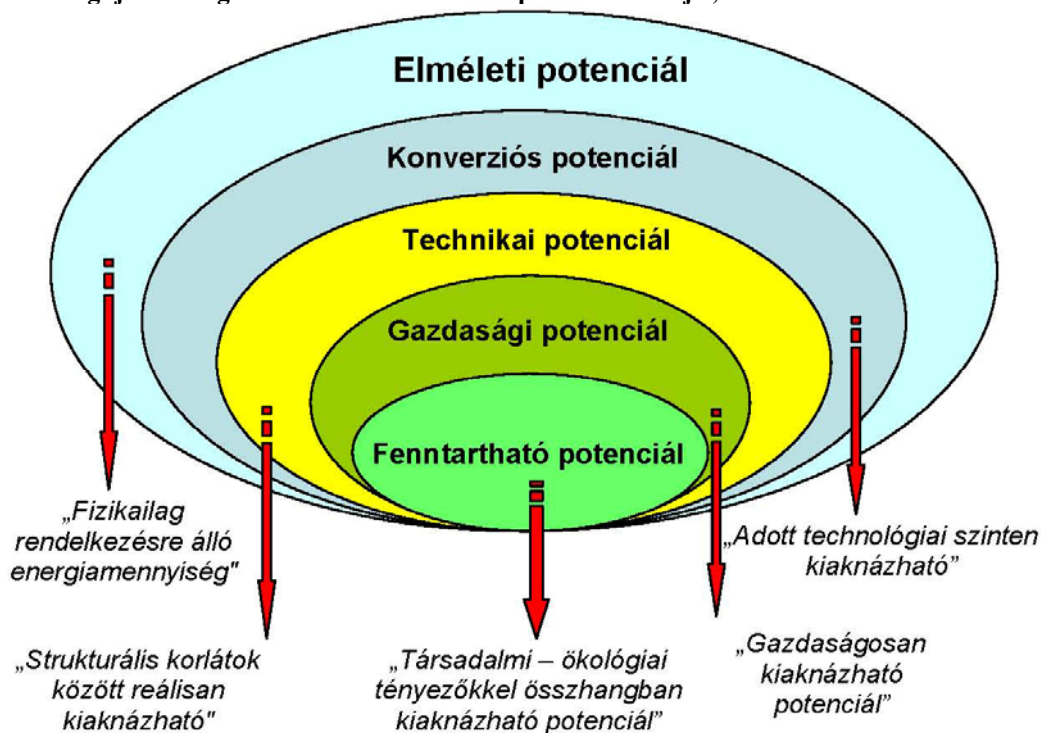 Elméleti potenciál
Konverziós potenciál
Technikai potenciál
Gazdasági potenciál
Fenntartható potenciál
„Fizikailag
rendelkezésre álló
energiamennyiség"
„Adott technológiai szinten
kiaknázható”
„Strukturális korlátok
között reálisan
kiaknázható"
„Társadalmi – ökológiai
tényezőkkel összhangban
kiaknázható potenciál”
„Gazdaságosan
kiaknázható
potenciál”